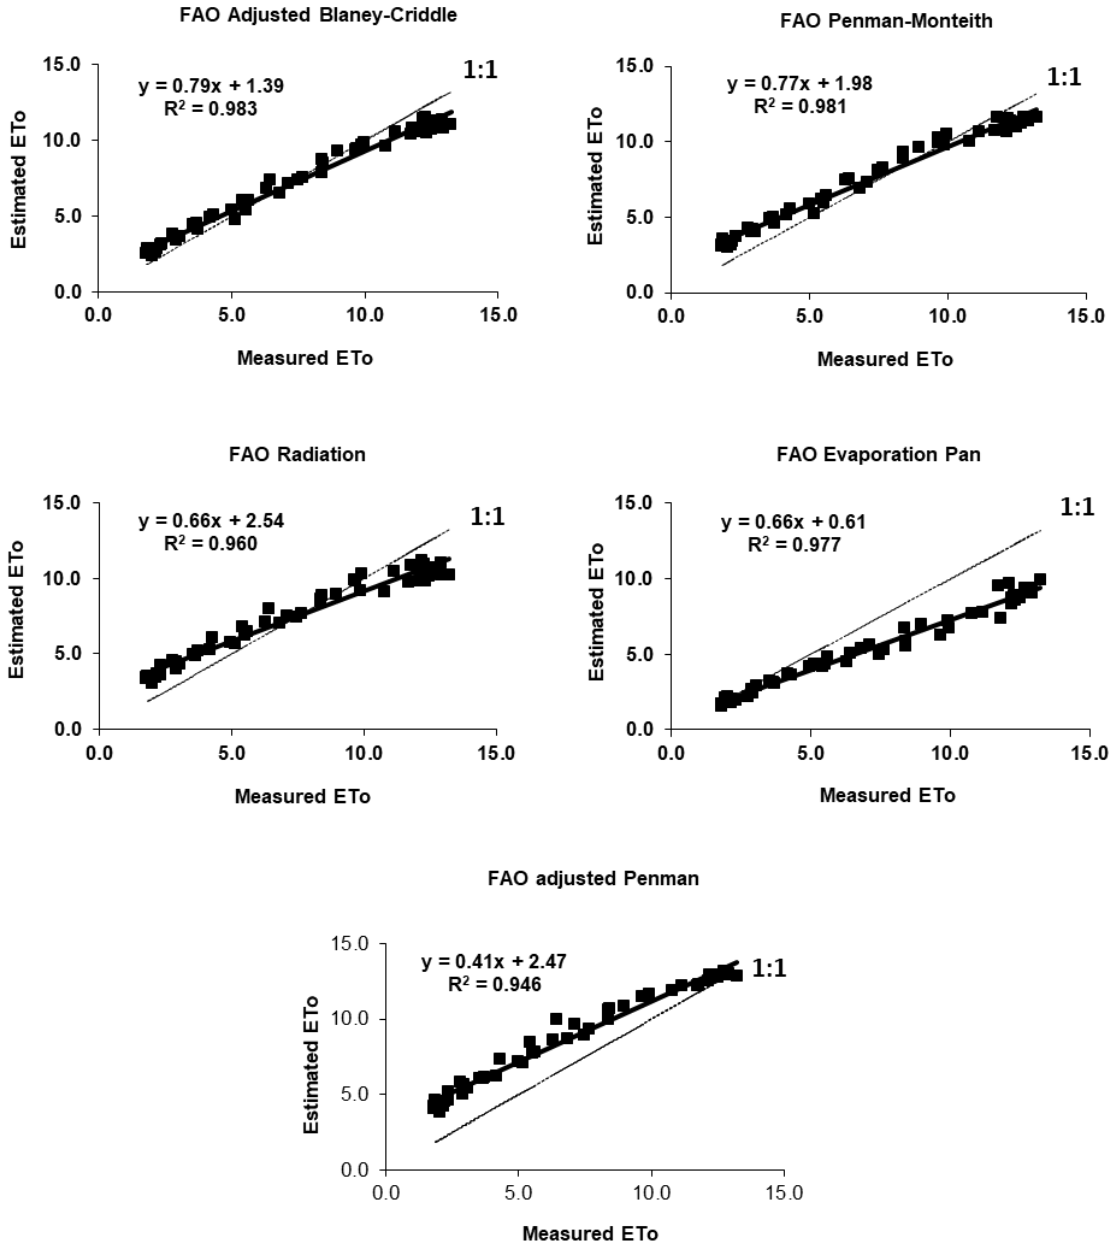 FAO Adjusted Blaney-Criddle
15.0
10.0
5.0
0.0
Estimated ETo
y = 0.79x + 1.39
R² = 0.983
1:1
0.0 5.0 10.0 15.0
Measured ETo
FAO Penman-Monteith
15.0
10.0
5.0
0.0
Estimated ETo
y = 0.77x + 1.98
R² = 0.981
1:1
0.0 5.0 10.0 15.0
Measured ETo
FAO Radiation
15.0
10.0
5.0
0.0
Estimated ETo
y = 0.66x + 2.54
R² = 0.960
1:1
0.0 5.0 10.0 15.0
Measured ETo
FAO Evaporation Pan
15.0
10.0
5.0
0.0
Estimated ETo
y = 0.66x + 0.61
R² = 0.977
1:1
0.0 5.0 10.0 15.0
Measured ETo
FAO adjusted Penman
15.0
10.0
5.0
0.0
Estimated ETo
y = 0.41x + 2.47
R² = 0.946
1:1
0.0 5.0 10.0 15.0
Measured ETo